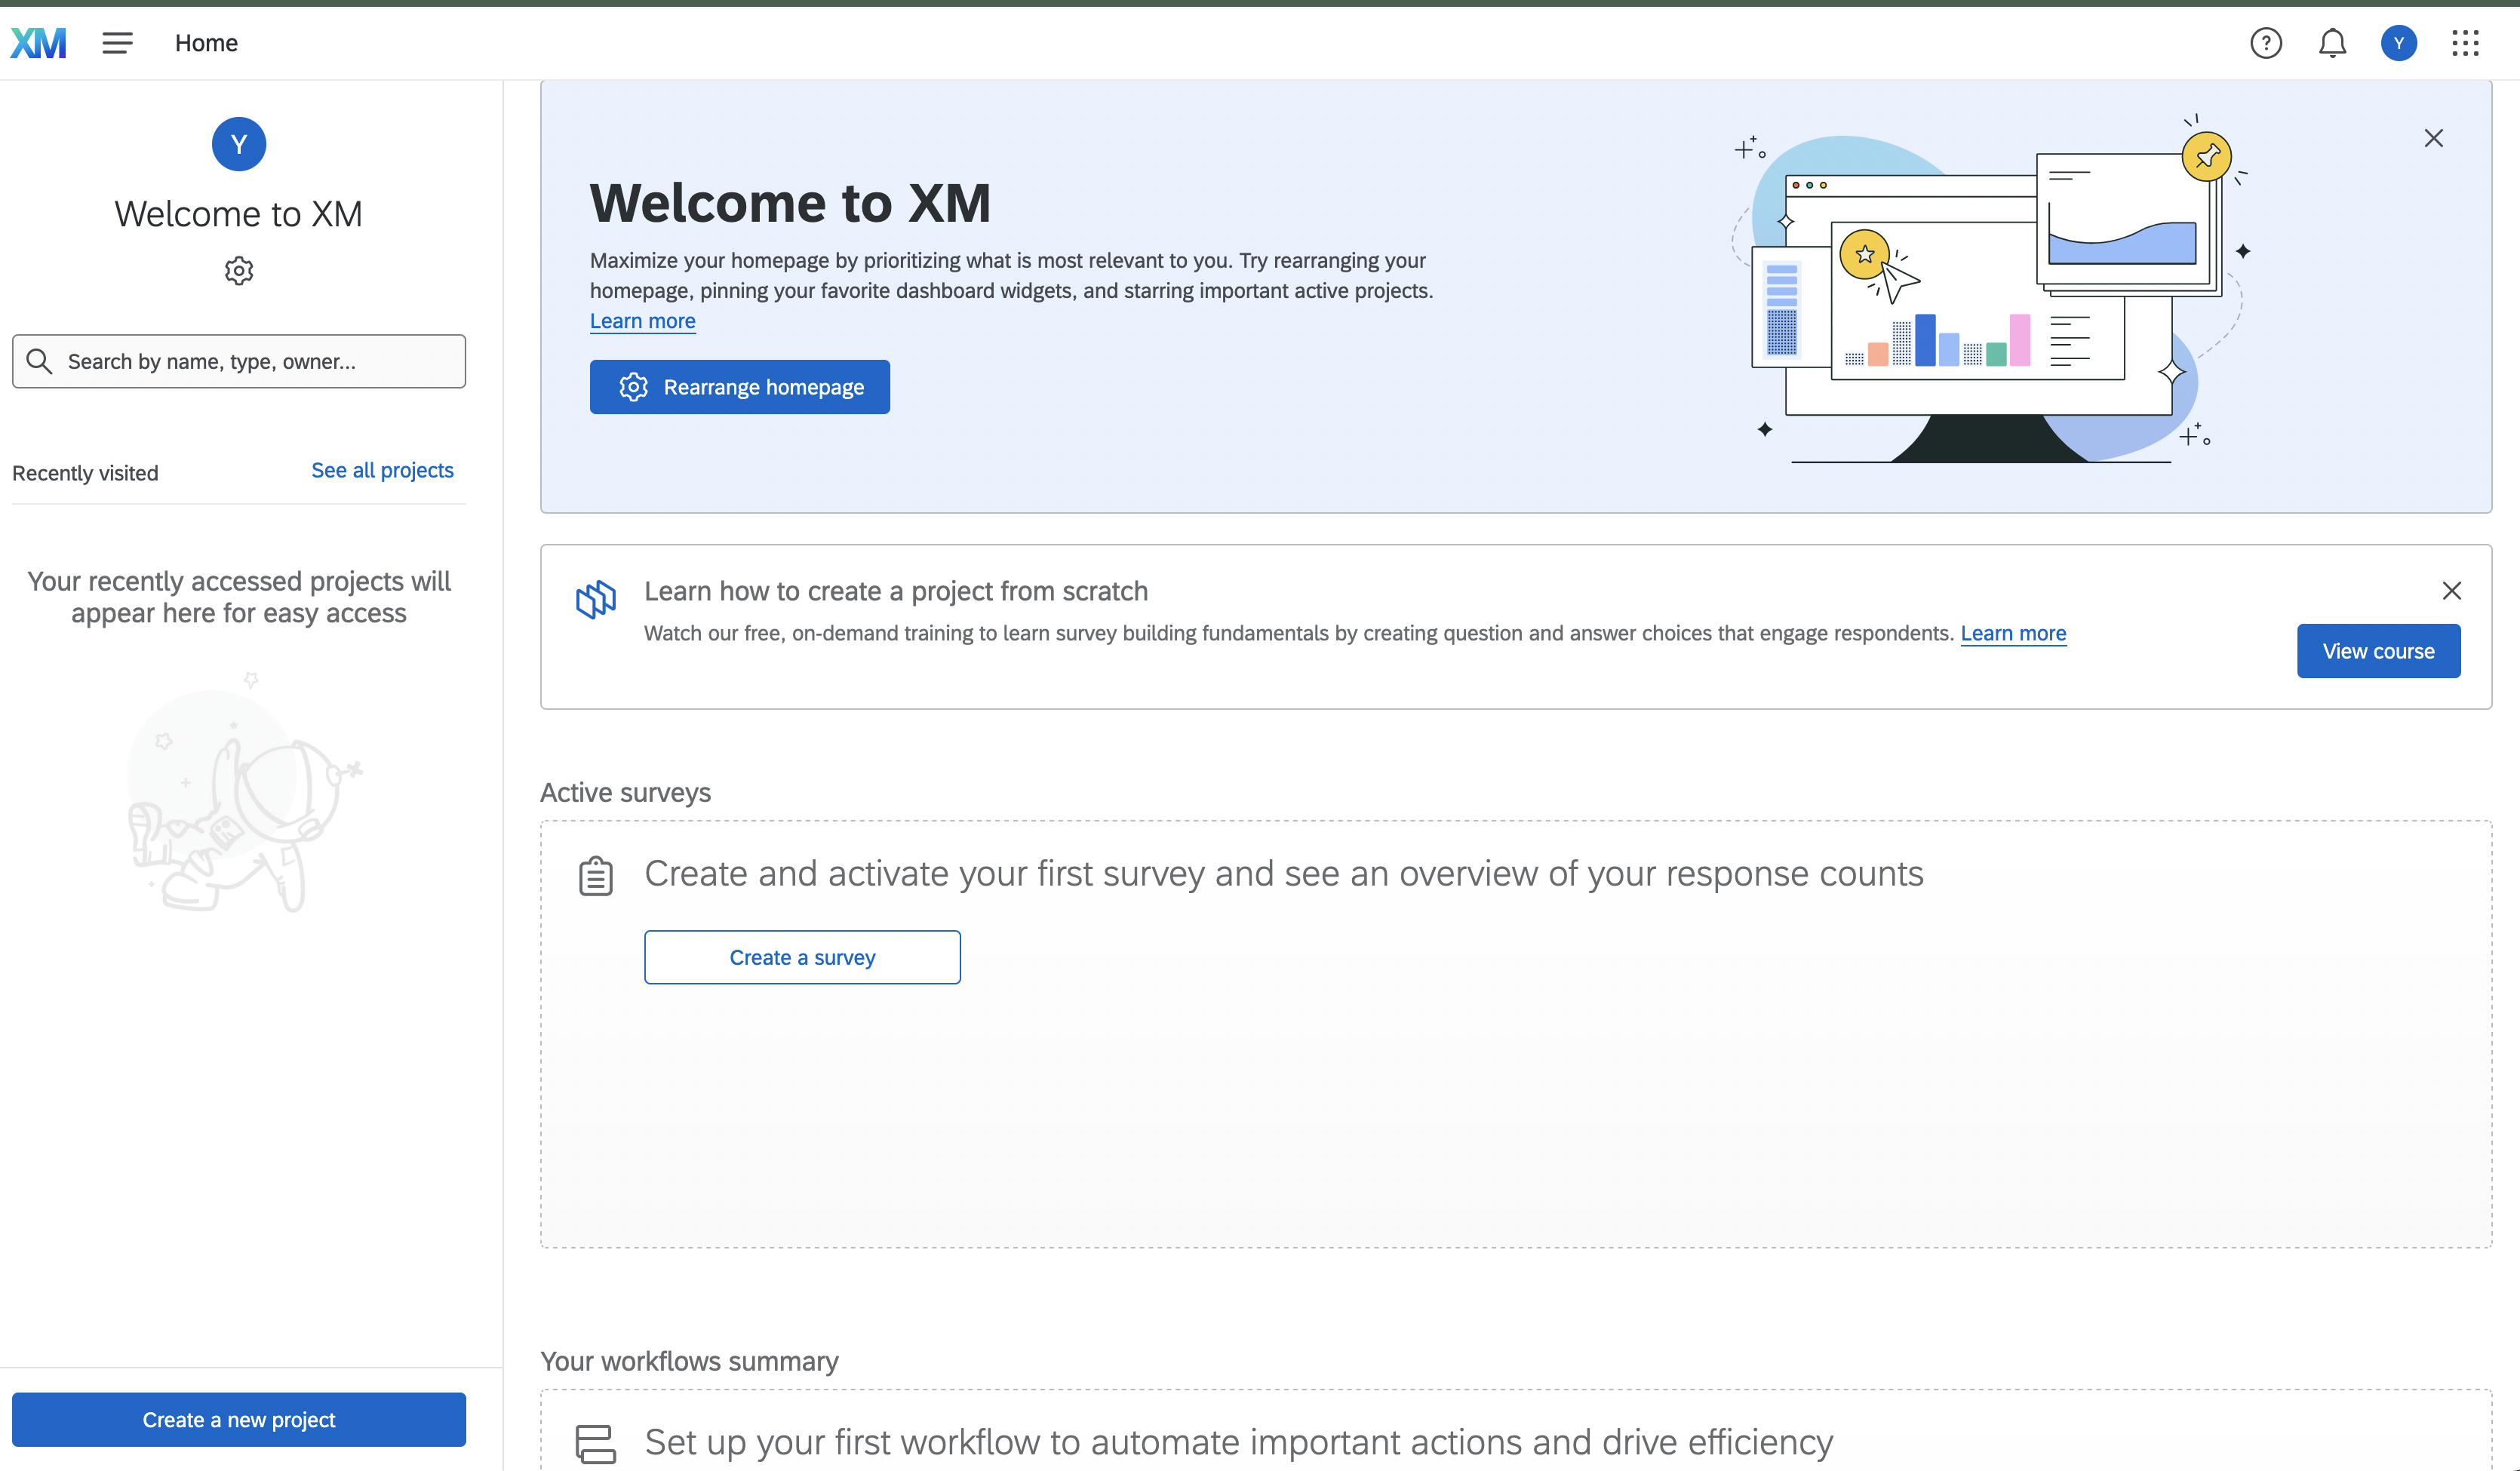 XM
Home
?
Y
Y
Welcome to XM
Search by name, type, owner...
Recently visited
See all projects
Your recently accessed projects will
appear here for easy access
Create a new project
Welcome to XM
Maximize your homepage by prioritizing what is most relevant to you. Try rearranging your
homepage, pinning your favorite dashboard widgets, and starring important active projects.
Learn more
Rearrange homepage
Learn how to create a project from scratch
Watch our free, on-demand training to learn survey building fundamentals by creating question and answer choices that engage respondents. Learn more
View course
Active surveys
Create and activate your first survey and see an overview of your response counts
Create a survey
Your workflows summary
Set up your first workflow to automate important actions and drive efficiency